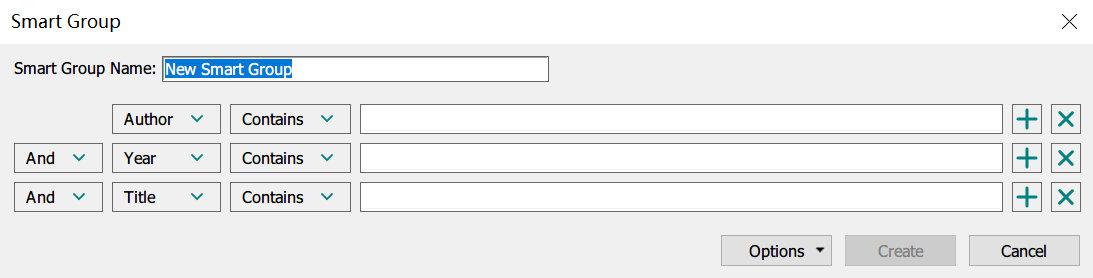 Smart Group
Smart Group Name: New Smart Group
Author Contains
And Year Contains
And Title Contains
Options Create Cancel